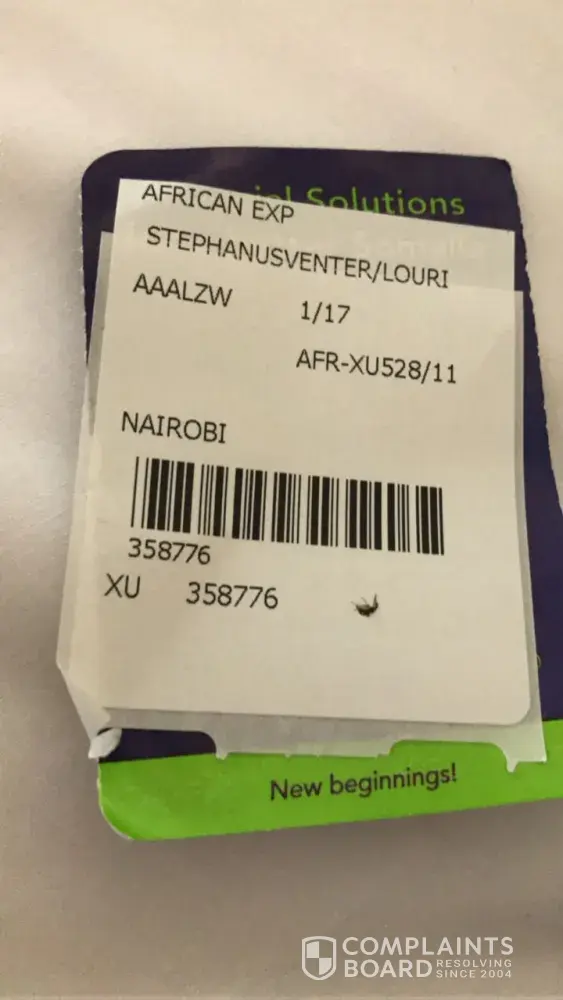 Solutions
AFRICAN EXP
STEPHANUSVENTER/LOURI
AAALZW 1/17
AFR-XU528/11
NAIROBI
358776
XU 358776
New beginnings!
COMPLAINTS
BOARD RESOLVING
SINCE 2004